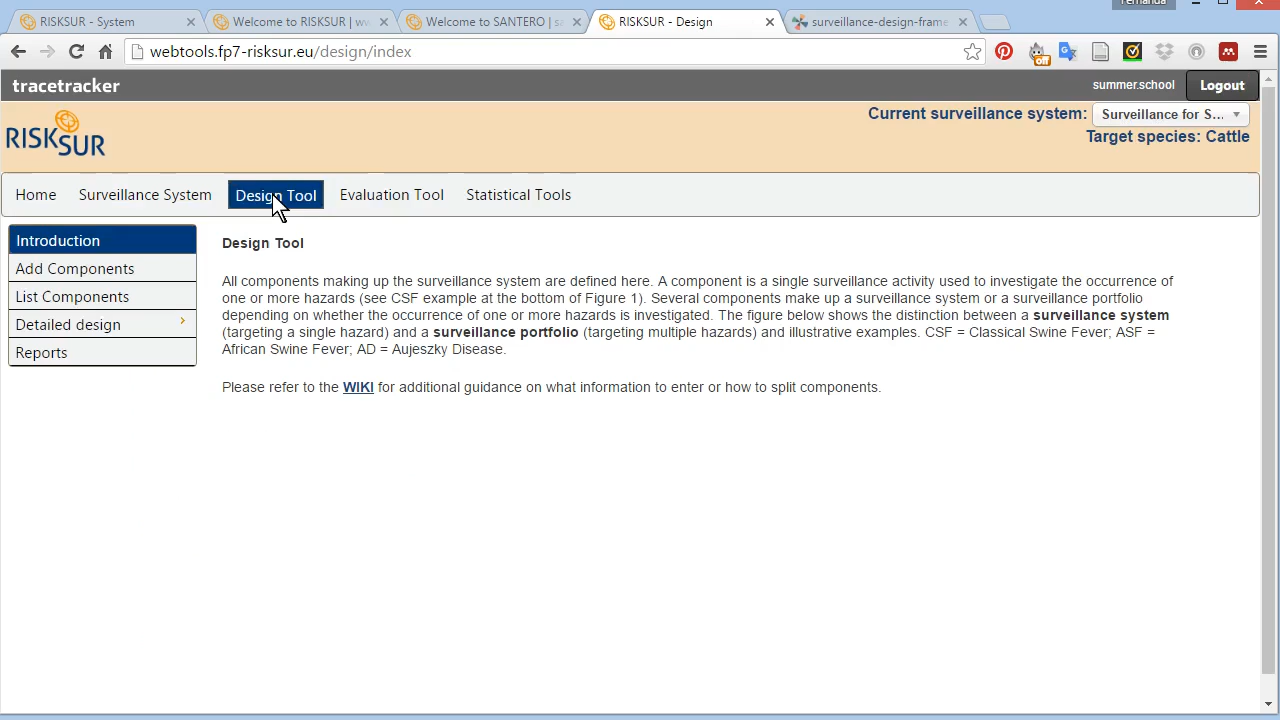 Fernanda
RISKSUR - System
Welcome to RISKSUR | w
Welcome to SANTERO | s
RISKSUR - Design
surveillance-design-frame
webtools.fp7-risksur.eu/design/index
off
tracetracker
summer.school
Logout
RISKSUR
Current surveillance system:
Surveillance for S...
Target species: Cattle
Home
Surveillance System
Design Tool
Evaluation Tool
Statistical Tools
Introduction
Add Components
List Components
Detailed design
Reports
Design Tool
All components making up the surveillance system are defined here. A component is a single surveillance activity used to investigate the occurrence of
one or more hazards (see CSF example at the bottom of Figure 1). Several components make up a surveillance system or a surveillance portfolio
depending on whether the occurrence of one or more hazards is investigated. The figure below shows the distinction between a surveillance system
(targeting a single hazard) and a surveillance portfolio (targeting multiple hazards) and illustrative examples. CSF = Classical Swine Fever; ASF =
African Swine Fever; AD = Aujeszky Disease.
Please refer to the WIKI for additional guidance on what information to enter or how to split components.